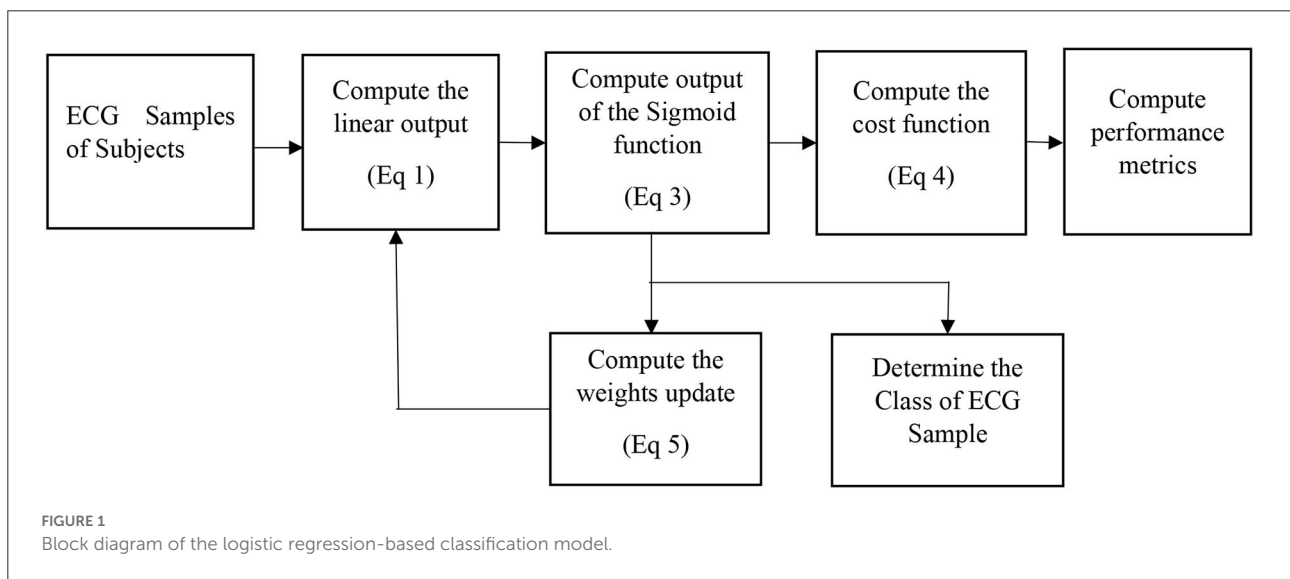 ECG Samples
of Subjects
Compute the
linear output
(Eq 1)
Compute output
of the Sigmoid
function
(Eq 3)
Compute the
cost function
(Eq 4)
Compute
performance
metrics
Compute the
weights update
(Eq 5)
Determine the
Class of ECG
Sample
FIGURE 1
Block diagram of the logistic regression-based classification model.